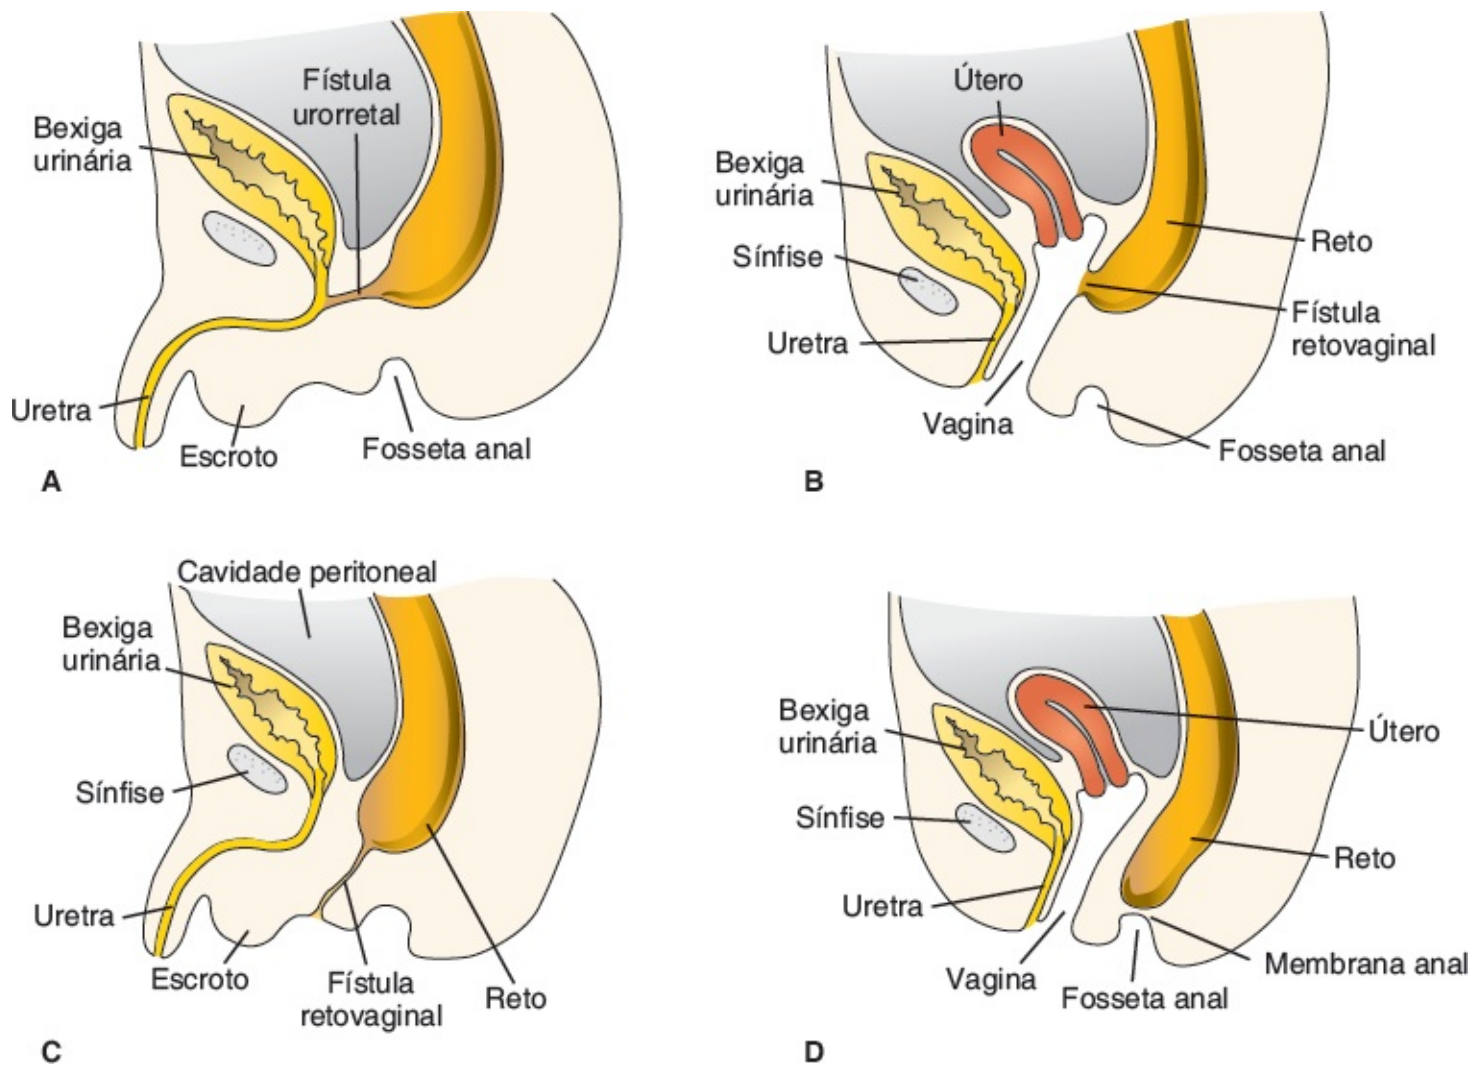 Fístula
urorretal
Bexiga
urinária
Uretra
Escroto
Fosseta anal
A
Útero
Bexiga
urinária
Sínfise
Reto
Fístula
retovaginal
Uretra
Vagina
Fosseta anal
B
Cavidade peritoneal
Bexiga
urinária
Sínfise
Uretra
Escroto
Fístula
retovaginal
Reto
C
Bexiga
urinária
Útero
Sínfise
Reto
Uretra
Vagina
Membrana anal
Fosseta anal
D